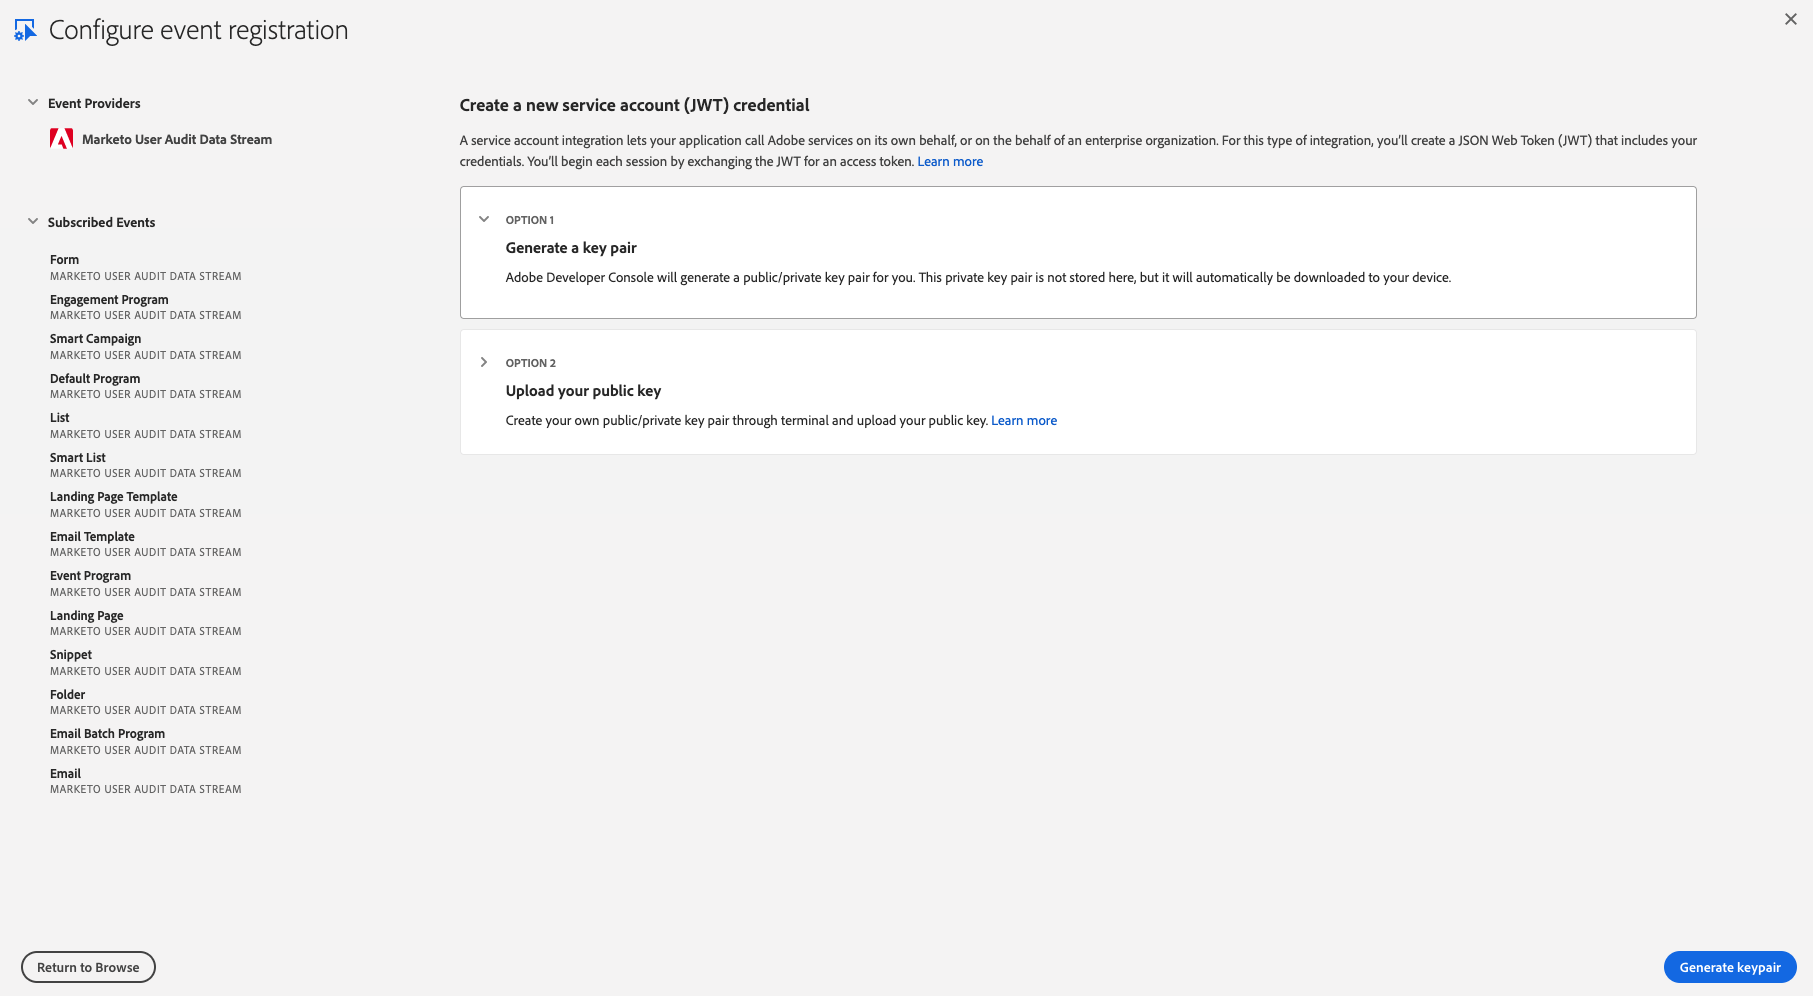 Configure event registration
Event Providers
Marketo User Audit Data Stream
Subscribed Events
Form
MARKETO USER AUDIT DATA STREAM
Engagement Program
MARKETO USER AUDIT DATA STREAM
Smart Campaign
MARKETO USER AUDIT DATA STREAM
Default Program
MARKETO USER AUDIT DATA STREAM
List
MARKETO USER AUDIT DATA STREAM
Smart List
MARKETO USER AUDIT DATA STREAM
Landing Page Template
MARKETO USER AUDIT DATA STREAM
Email Template
MARKETO USER AUDIT DATA STREAM
Event Program
MARKETO USER AUDIT DATA STREAM
Landing Page
MARKETO USER AUDIT DATA STREAM
Snippet
MARKETO USER AUDIT DATA STREAM
Folder
MARKETO USER AUDIT DATA STREAM
Email Batch Program
MARKETO USER AUDIT DATA STREAM
Email
MARKETO USER AUDIT DATA STREAM
Create a new service account (JWT) credential
A service account integration lets your application call Adobe services on its own behalf, or on the behalf of an enterprise organization. For this type of integration, you'll create a JSON Web Token (JWT) that includes your
credentials. You'll begin each session by exchanging the JWT for an access token. Learn more
OPTION 1
Generate a key pair
Adobe Developer Console will generate a public/private key pair for you. This private key pair is not stored here, but it will automatically be downloaded to your device.
OPTION 2
Upload your public key
Create your own public/private key pair through terminal and upload your public key. Learn more
Return to Browse
Generate keypair